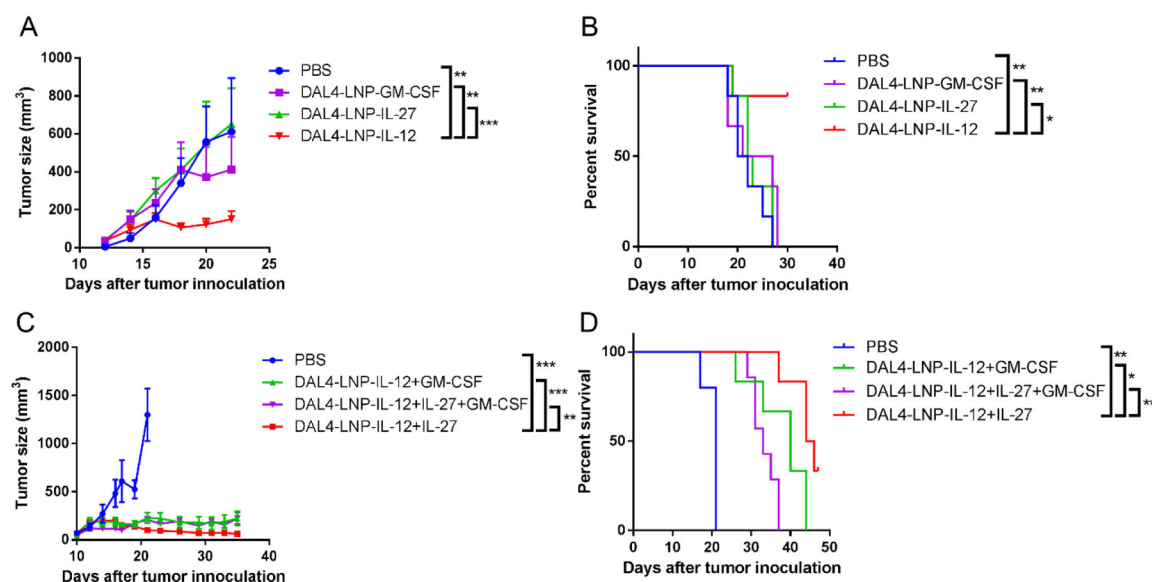 A
Tumor size (mm3)
1000
800
600
400
200
0
10
15
20
25
Days after tumor innoculation
PBS
DAL4-LNP-GM-CSF
DAL4-LNP-IL-27
DAL4-LNP-IL-12
**
**
***
B
Percent survival
100
50
0
0
10
20
30
40
Days after tumor inoculation
PBS
DAL4-LNP-GM-CSF
DAL4-LNP-IL-27
DAL4-LNP-IL-12
**
**
*
C
Tumor size (mm3)
2000
1500
1000
500
0
10
20
30
40
Days after tumor innoculation
PBS
DAL4-LNP-IL-12+GM-CSF
DAL4-LNP-IL-12+IL-27+GM-CSF
DAL4-LNP-IL-12+IL-27
***
***
**
D
Percent survival
100
50
0
0
20
40
60
Days after tumor inoculation
PBS
DAL4-LNP-IL-12+GM-CSF
DAL4-LNP-IL-12+IL-27+GM-CSF
DAL4-LNP-IL-12+IL-27
**
*